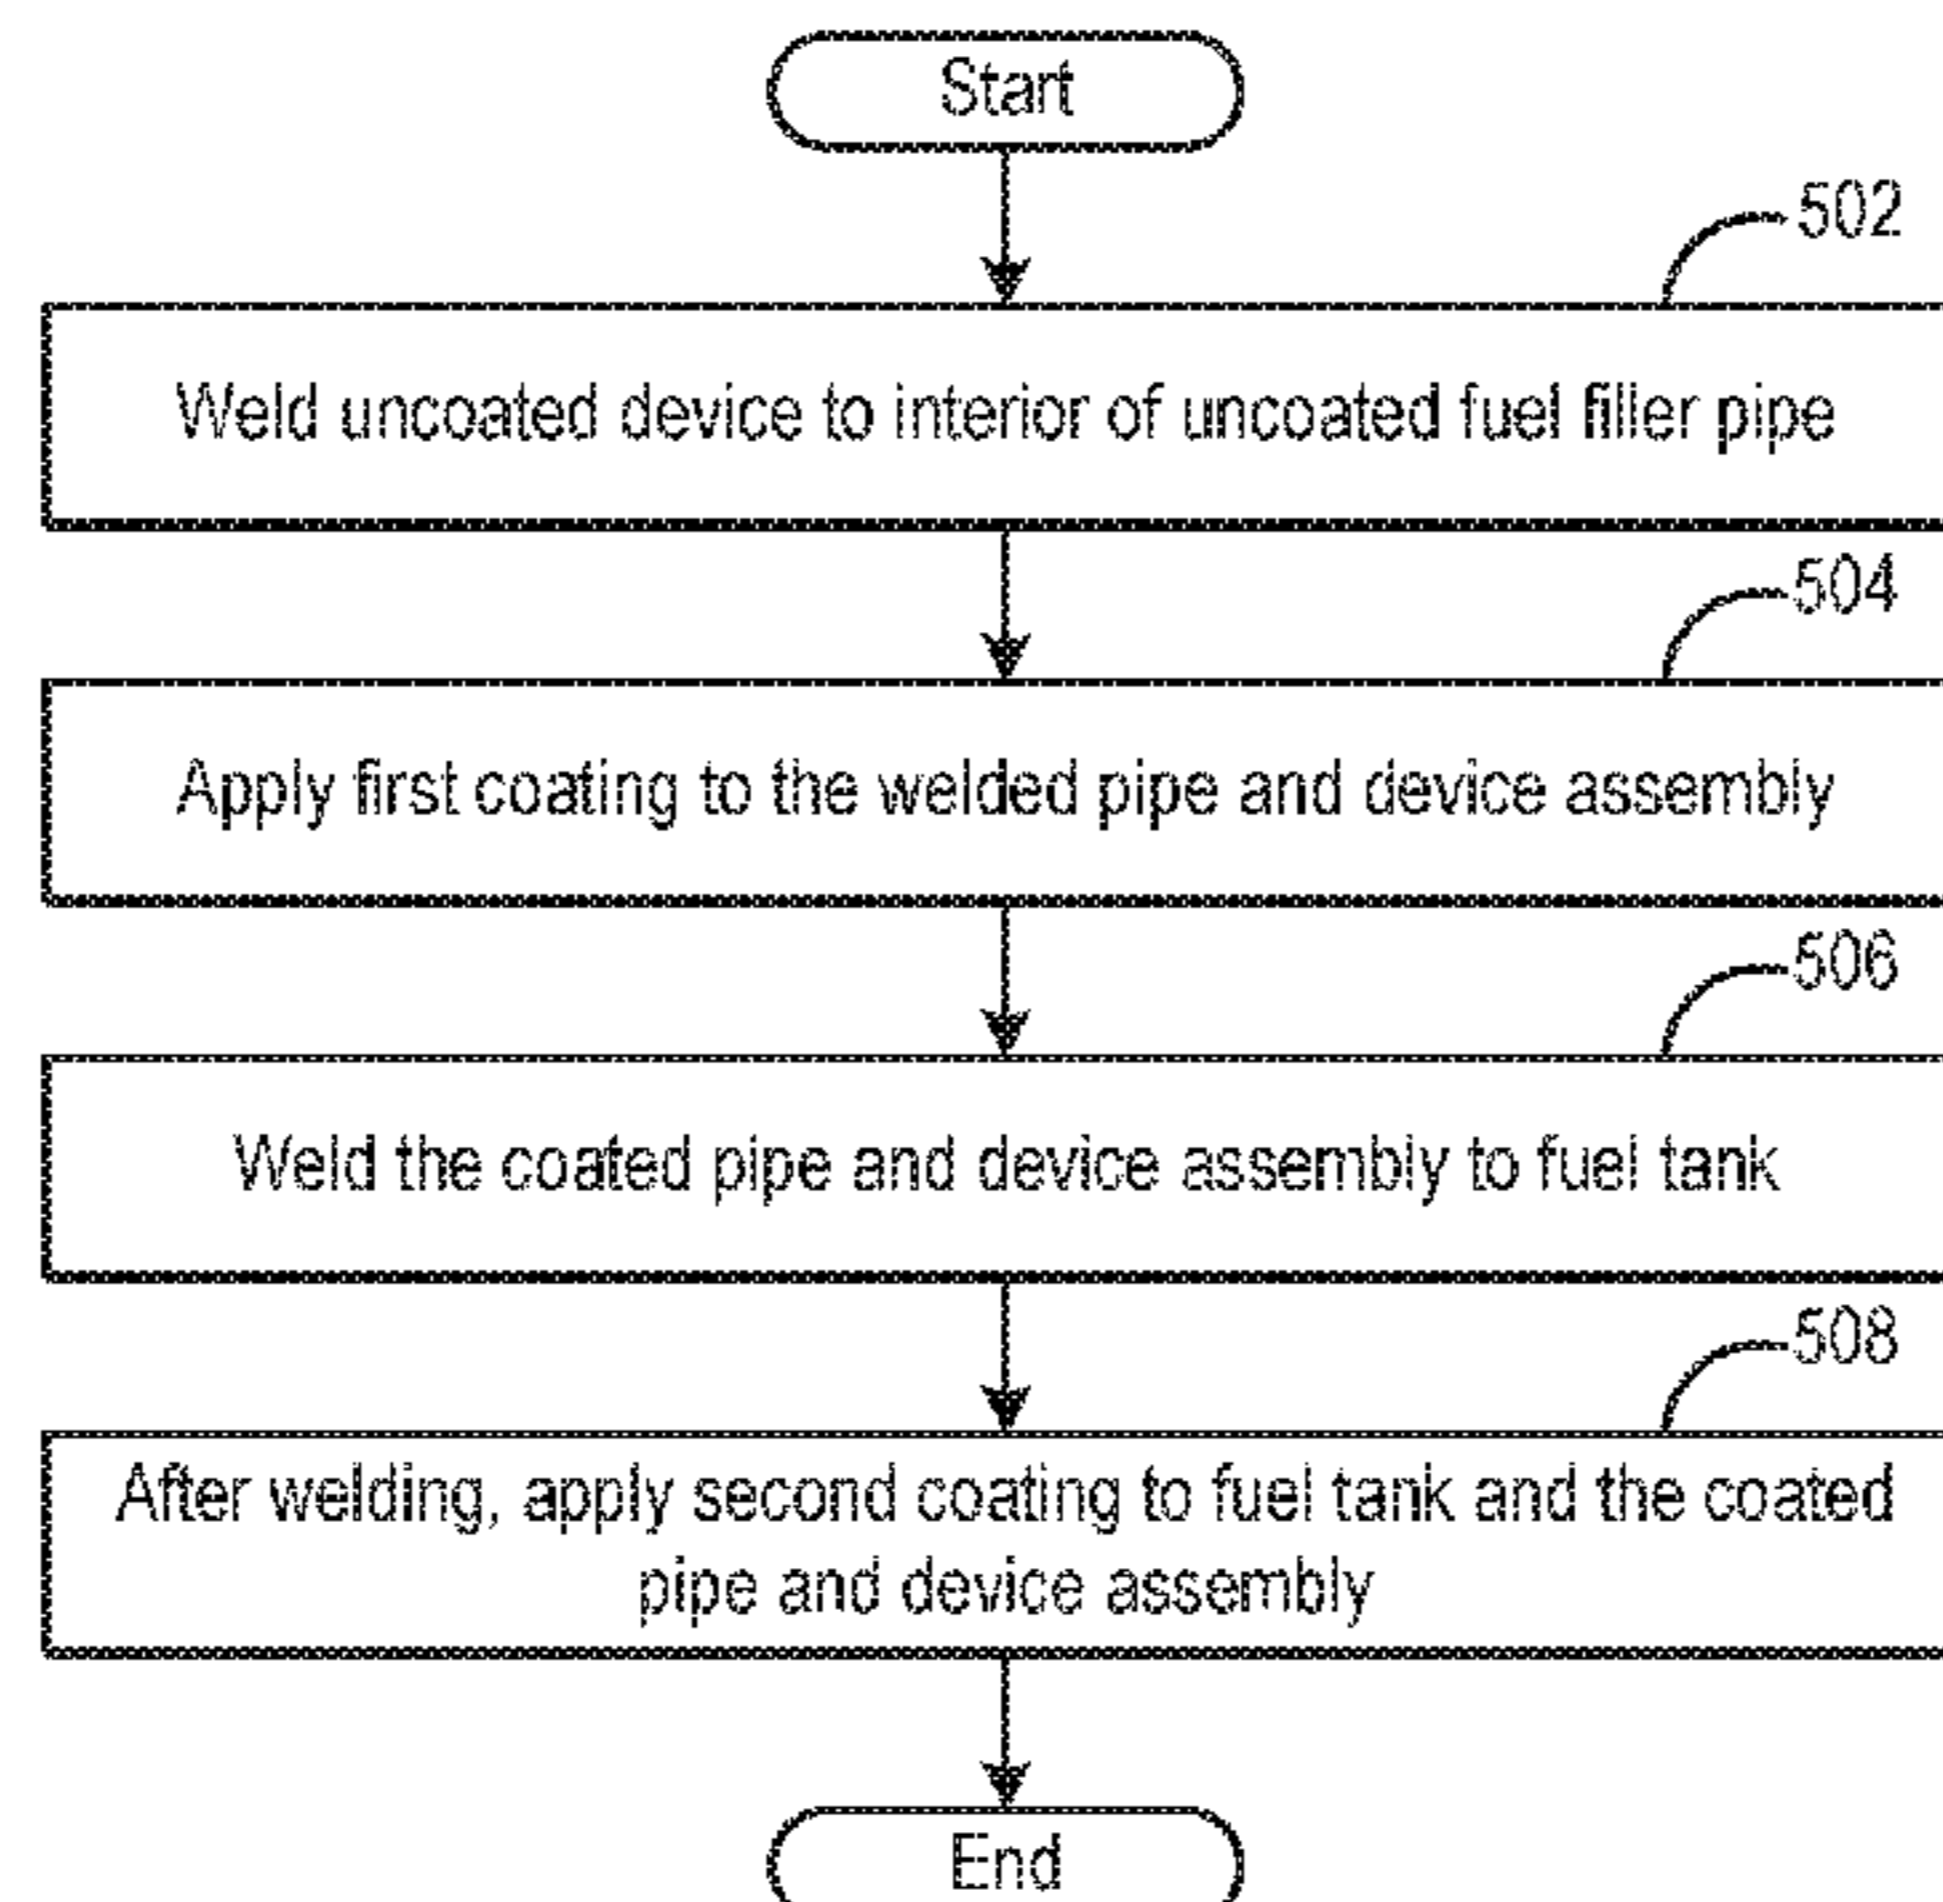 Start
502
Weld uncoated device to interior of uncoated fuel filler pipe
504
Apply first coating to the welded pipe and device assembly
506
Weld the coated pipe and device assembly to fuel tank
508
After welding, apply second coating to fuel tank and the coated
pipe and device assembly
End